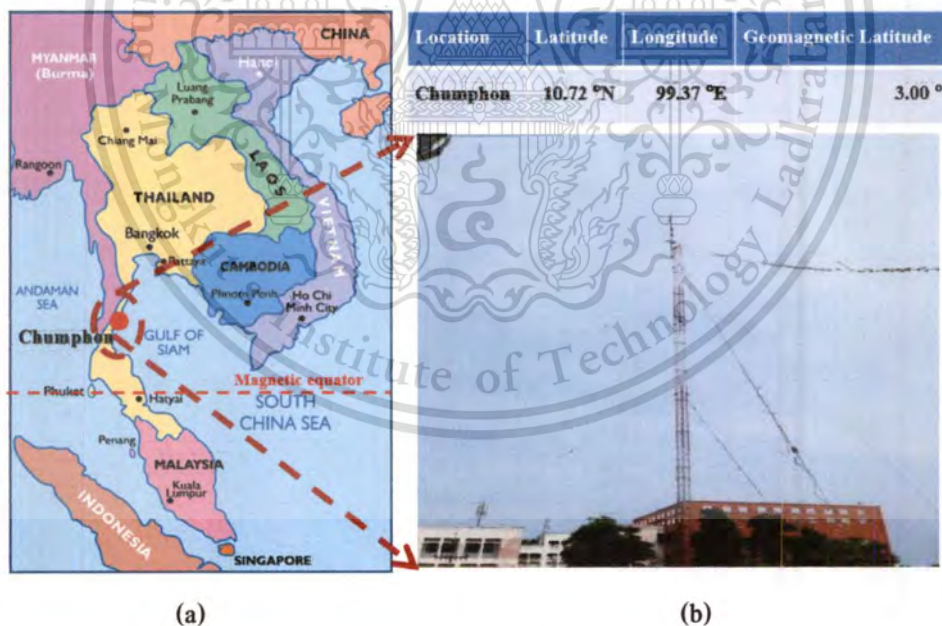 CHINA
MYANMAR
(Burma)
Hanoi
Luang
Prabang
Chiang Mai
Rangoon
LAOS
THAILAND
VIETNAM
Bangkok
Pattaya
CAMBODIA
ANDAMAN
SEA
Phnom Penh
Ho Chi
Minh City
Chumphon
GULF OF
SIAM
Magnetic equator
Phuket
Hatyai
SOUTH
CHINA SEA
Penang
MALAYSIA
Kuala
Lumpur
INDONESIA
SINGAPORE
(a)
Location Latitude Longitude Geomagnetic Latitude
Chumphon 10.72 °N 99.37 °E 3.00 °
(b)
Institute of Technology Ladkrabang